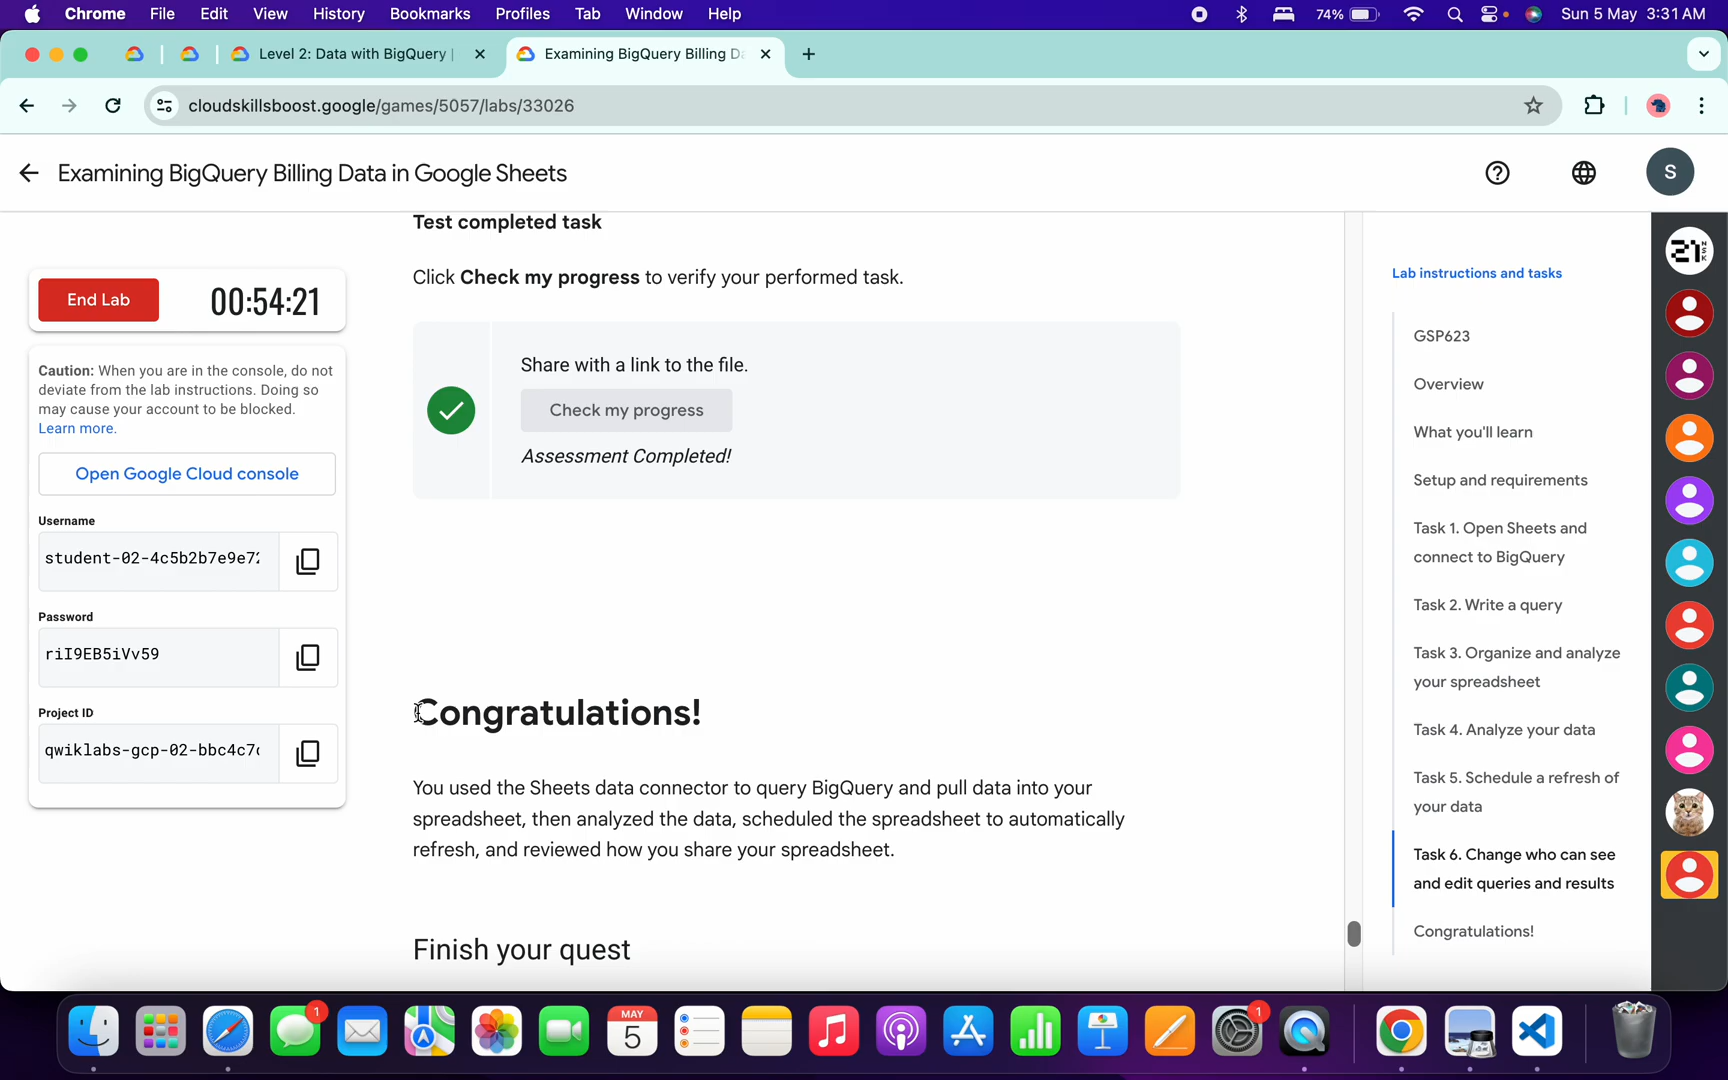 Chrome File Edit View History Bookmarks Profiles Tab Window Help 74% Sun 5 May 3:31 AM
Level 2: Data with BigQuery | Examining BigQuery Billing Da
cloudskillsboost.google/games/5057/labs/33026
Examining BigQuery Billing Data in Google Sheets
S
End Lab
00:54:21
Caution: When you are in the console, do not
deviate from the lab instructions. Doing so
may cause your account to be blocked.
Learn more.
Open Google Cloud console
Username
student-02-4c5b2b7e9e72
Password
riI9EB5iVv59
Project ID
qwiklabs-gcp-02-bbc4c7
Test completed task
Click Check my progress to verify your performed task.
Share with a link to the file.
Check my progress
Assessment Completed!
Congratulations!
You used the Sheets data connector to query BigQuery and pull data into your
spreadsheet, then analyzed the data, scheduled the spreadsheet to automatically
refresh, and reviewed how you share your spreadsheet.
Finish your quest
Lab instructions and tasks
GSP623
Overview
What you'll learn
Setup and requirements
Task 1. Open Sheets and
connect to BigQuery
Task 2. Write a query
Task 3. Organize and analyze
your spreadsheet
Task 4. Analyze your data
Task 5. Schedule a refresh of
your data
Task 6. Change who can see
and edit queries and results
Congratulations!
21
1
MAY
5
1